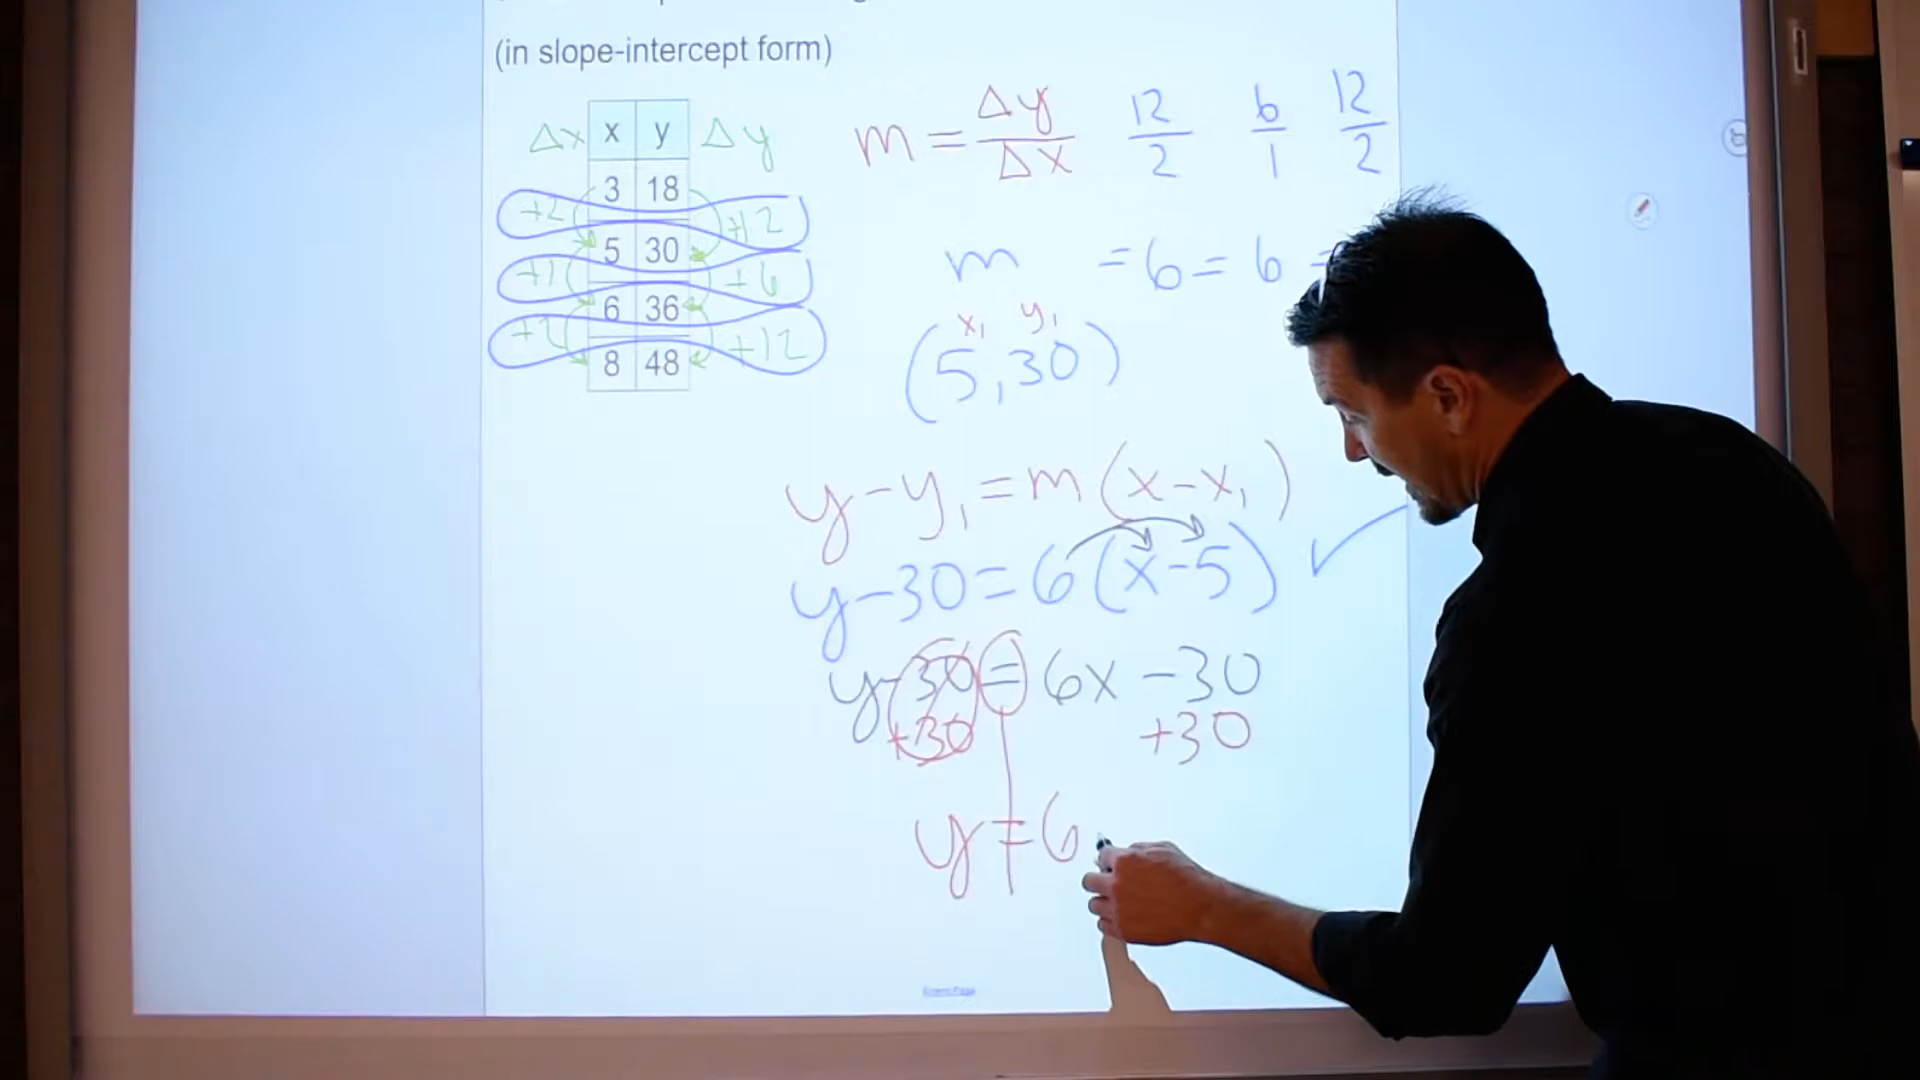 (in slope-intercept form)
Δx x y Δy
3 18
+2 +12
5 30
+1 +6
6 36
+2 +12
8 48
m = Δy/Δx 12/2 6/1 12/2
m = 6 = 6 =
x₁ y₁
(5,30)
y-y₁=m(x-x₁)
y-30=6(x-5) ✓
y-30=6x-30
+30 +30
y=6